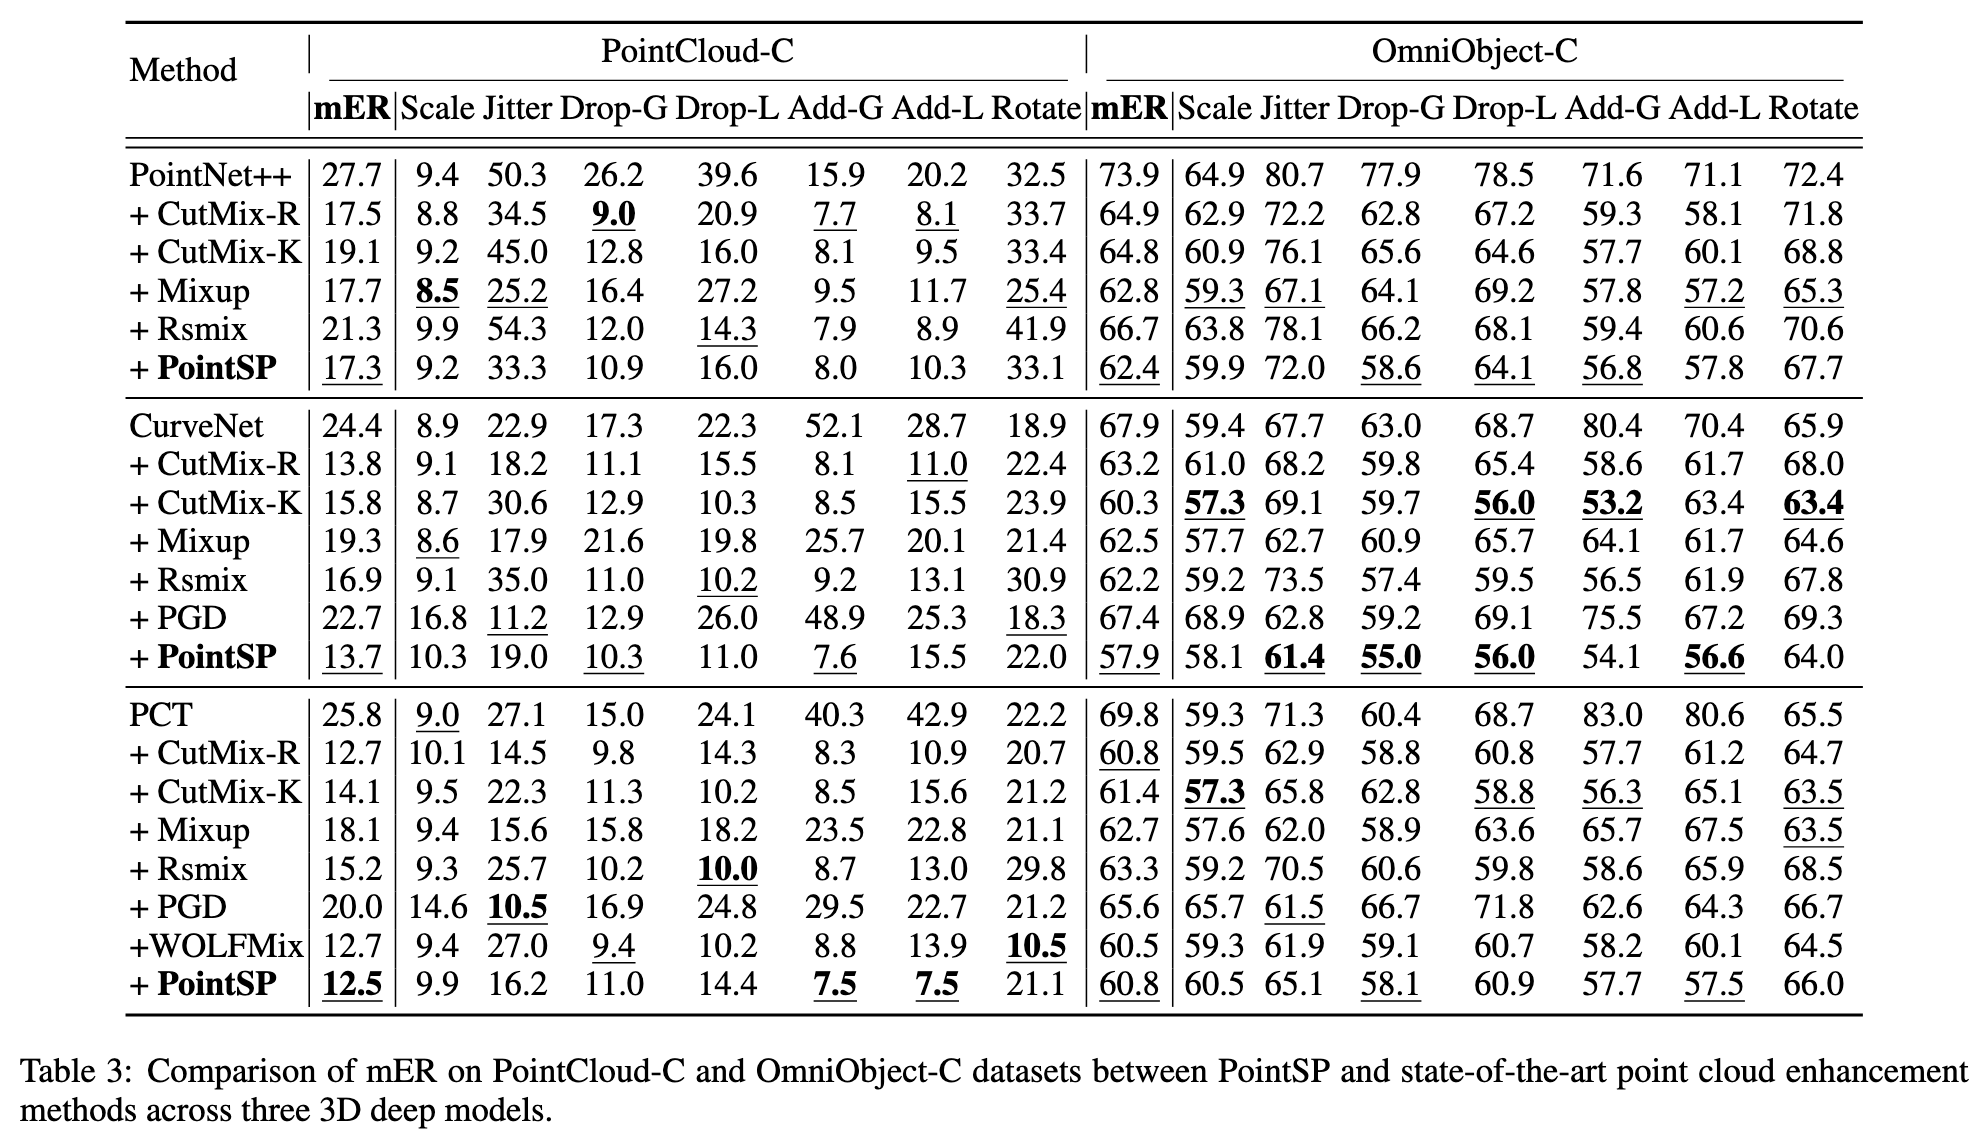 Method PointCloud-C OmniObject-C
mER Scale Jitter Drop-G Drop-L Add-G Add-L Rotate mER Scale Jitter Drop-G Drop-L Add-G Add-L Rotate
PointNet++ 27.7 9.4 50.3 26.2 39.6 15.9 20.2 32.5 73.9 64.9 80.7 77.9 78.5 71.6 71.1 72.4
+ CutMix-R 17.5 8.8 34.5 9.0 20.9 7.7 8.1 33.7 64.9 62.9 72.2 62.8 67.2 59.3 58.1 71.8
+ CutMix-K 19.1 9.2 45.0 12.8 16.0 8.1 9.5 33.4 64.8 60.9 76.1 65.6 64.6 57.7 60.1 68.8
+ Mixup 17.7 8.5 25.2 16.4 27.2 9.5 11.7 25.4 62.8 59.3 67.1 64.1 69.2 57.8 57.2 65.3
+ Rsmix 21.3 9.9 54.3 12.0 14.3 7.9 8.9 41.9 66.7 63.8 78.1 66.2 68.1 59.4 60.6 70.6
+ PointSP 17.3 9.2 33.3 10.9 16.0 8.0 10.3 33.1 62.4 59.9 72.0 58.6 64.1 56.8 57.8 67.7
CurveNet 24.4 8.9 22.9 17.3 22.3 52.1 28.7 18.9 67.9 59.4 67.7 63.0 68.7 80.4 70.4 65.9
+ CutMix-R 13.8 9.1 18.2 11.1 15.5 8.1 11.0 22.4 63.2 61.0 68.2 59.8 65.4 58.6 61.7 68.0
+ CutMix-K 15.8 8.7 30.6 12.9 10.3 8.5 15.5 23.9 60.3 57.3 69.1 59.7 56.0 53.2 63.4 63.4
+ Mixup 19.3 8.6 17.9 21.6 19.8 25.7 20.1 21.4 62.5 57.7 62.7 60.9 65.7 64.1 61.7 64.6
+ Rsmix 16.9 9.1 35.0 11.0 10.2 9.2 13.1 30.9 62.2 59.2 73.5 57.4 59.5 56.5 61.9 67.8
+ PGD 22.7 16.8 11.2 12.9 26.0 48.9 25.3 18.3 67.4 68.9 62.8 59.2 69.1 75.5 67.2 69.3
+ PointSP 13.7 10.3 19.0 10.3 11.0 7.6 15.5 22.0 57.9 58.1 61.4 55.0 56.0 54.1 56.6 64.0
PCT 25.8 9.0 27.1 15.0 24.1 40.3 42.9 22.2 69.8 59.3 71.3 60.4 68.7 83.0 80.6 65.5
+ CutMix-R 12.7 10.1 14.5 9.8 14.3 8.3 10.9 20.7 60.8 59.5 62.9 58.8 60.8 57.7 61.2 64.7
+ CutMix-K 14.1 9.5 22.3 11.3 10.2 8.5 15.6 21.2 61.4 57.3 65.8 62.8 58.8 56.3 65.1 63.5
+ Mixup 18.1 9.4 15.6 15.8 18.2 23.5 22.8 21.1 62.7 57.6 62.0 58.9 63.6 65.7 67.5 63.5
+ Rsmix 15.2 9.3 25.7 10.2 10.0 8.7 13.0 29.8 63.3 59.2 70.5 60.6 59.8 58.6 65.9 68.5
+ PGD 20.0 14.6 10.5 16.9 24.8 29.5 22.7 21.2 65.6 65.7 61.5 66.7 71.8 62.6 64.3 66.7
+WOLFMix 12.7 9.4 27.0 9.4 10.2 8.8 13.9 10.5 60.5 59.3 61.9 59.1 60.7 58.2 60.1 64.5
+ PointSP 12.5 9.9 16.2 11.0 14.4 7.5 7.5 21.1 60.8 60.5 65.1 58.1 60.9 57.7 57.5 66.0
Table 3: Comparison of mER on PointCloud-C and OmniObject-C datasets between PointSP and state-of-the-art point cloud enhancement
methods across three 3D deep models.